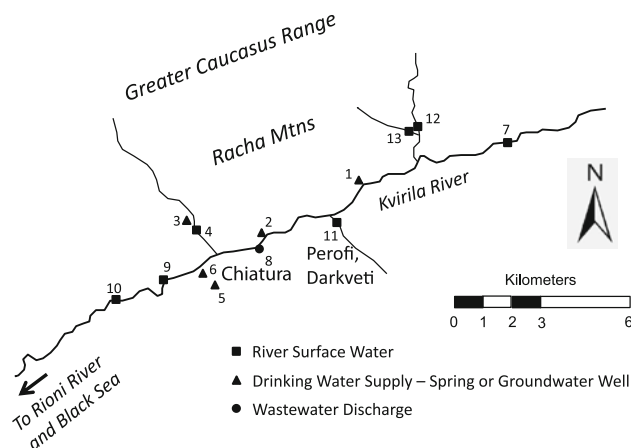 Greater Caucasus Range
Racha Mtns
12
13
7
1
Kvirila River
N
3
4
2
11
8
Perofi,
Darkveti
Chiatura
6
5
9
10
Kilometers
0 1 2 3 6
River Surface Water
Drinking Water Supply – Spring or Groundwater Well
Wastewater Discharge
To Rioni River
and Black Sea